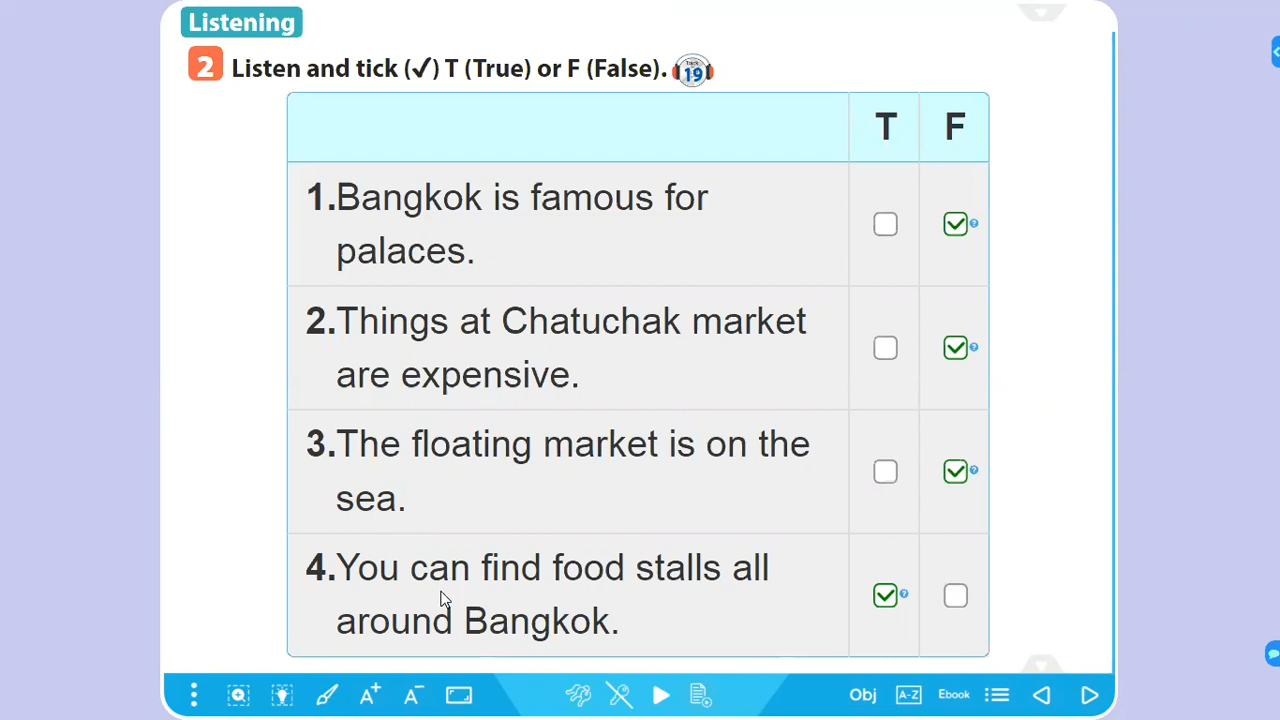 Listening
2 Listen and tick (✓) T (True) or F (False). Track 19
T F
1.Bangkok is famous for
palaces.
2.Things at Chatuchak market
are expensive.
3.The floating market is on the
sea.
4.You can find food stalls all
around Bangkok.
A+ A- Obj A-Z Ebook